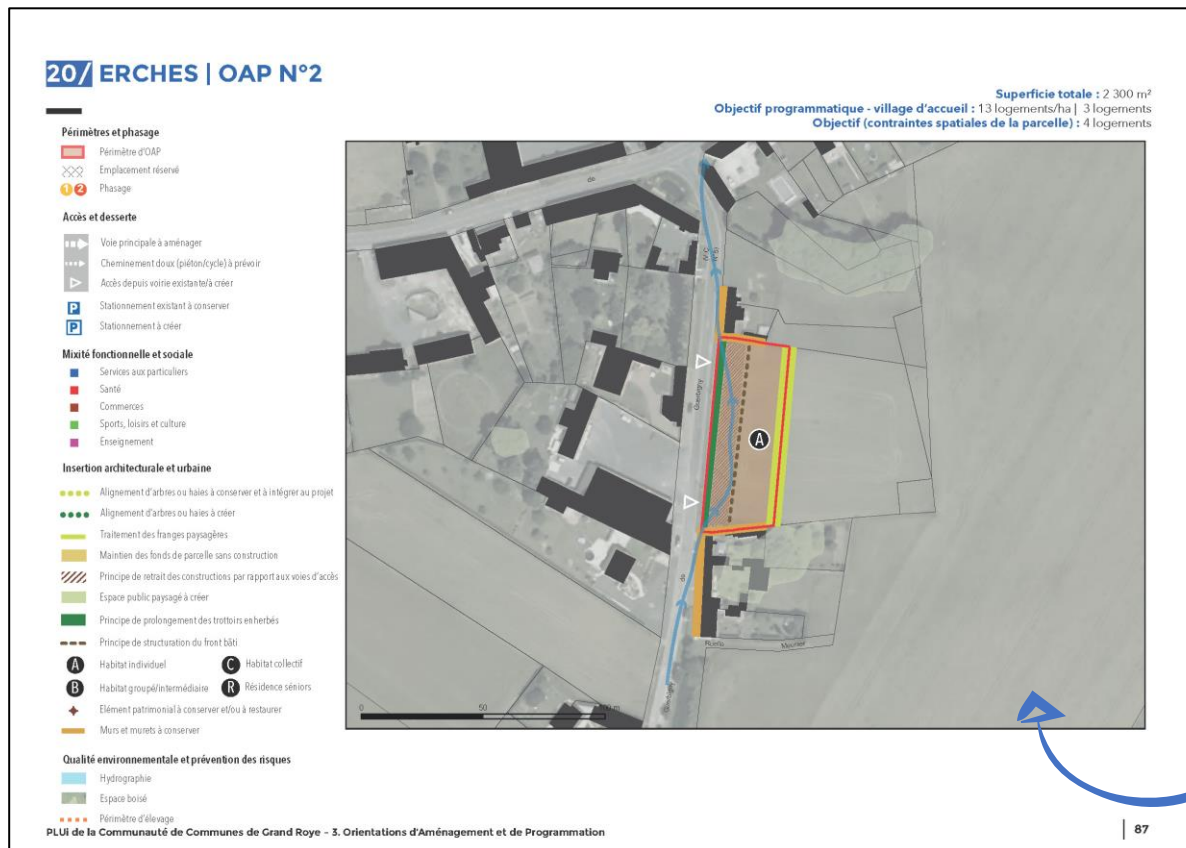 20/ ERCHES | OAP N°2
Superficie totale : 2 300 m²
Objectif programmatique - village d'accueil : 13 logements/ha | 3 logements
Objectif (contraintes spatiales de la parcelle) : 4 logements
Périmètres et phasage
Périmètre d'OAP
Emplacement réservé
1 2 Phasage
Accès et desserte
Voie principale à aménager
Cheminement doux (piéton/cycle) à prévoir
Accès depuis voirie existante/à créer
P Stationnement existant à conserver
P Stationnement à créer
Mixité fonctionnelle et sociale
Services aux particuliers
Santé
Commerces
Sports, loisirs et culture
Enseignement
Insertion architecturale et urbaine
Alignement d'arbres ou haies à conserver et à intégrer au projet
Alignement d'arbres ou haies à créer
Traitement des franges paysagères
Maintien des fonds de parcelle sans construction
Principe de retrait des constructions par rapport aux voies d'accès
Espace public paysagé à créer
Principe de prolongement des trottoirs enherbés
Principe de structuration du front bâti
A Habitat individuel C Habitat collectif
B Habitat groupé/intermédiaire R Résidence séniors
Elément patrimonial à conserver et/ou à restaurer
Murs et murets à conserver
Qualité environnementale et prévention des risques
Hydrographie
Espace boisé
Périmètre d'élevage
de
A
de
0 50 100 m
PLUi de la Communauté de Communes de Grand Roye – 3. Orientations d'Aménagement et de Programmation
87